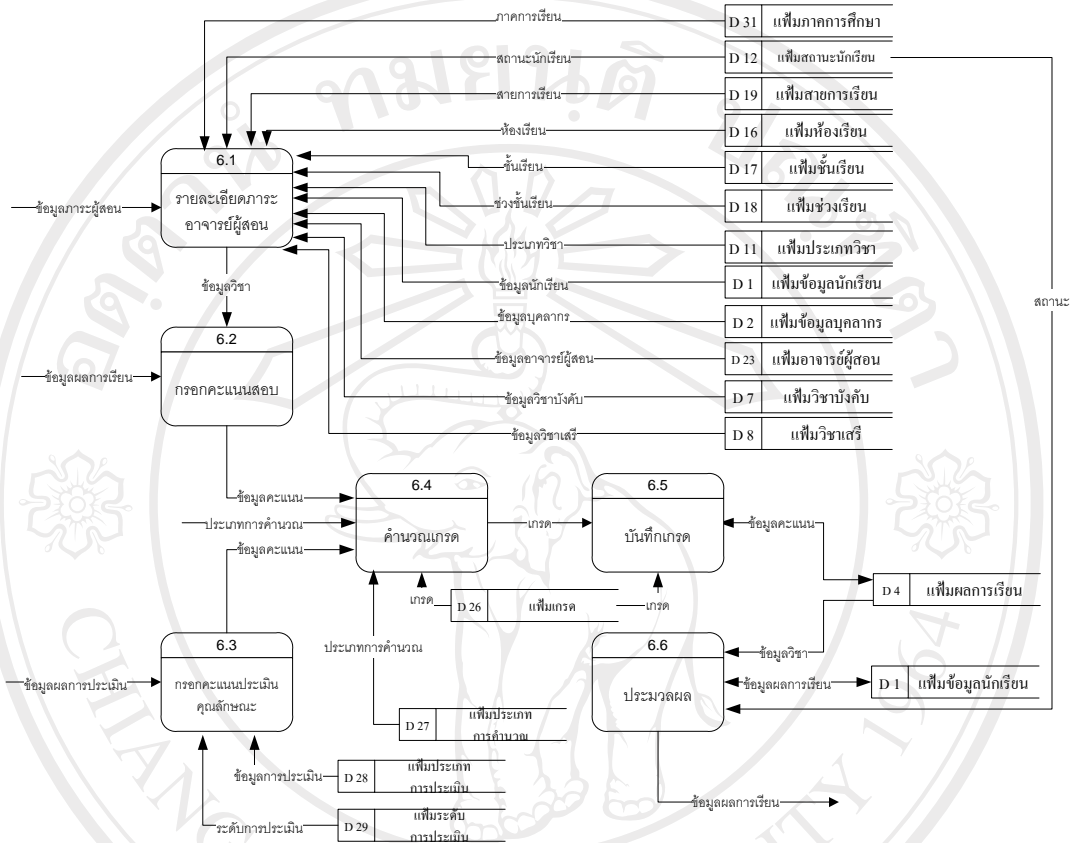 ภาคการเรียน
D 31 แฟ้มภาคการศึกษา
สถานะนักเรียน
D 12 แฟ้มสถานะนักเรียน
สายการเรียน
D 19 แฟ้มสายการเรียน
ห้องเรียน
D 16 แฟ้มห้องเรียน
6.1
รายละเอียดภาระ
อาจารย์ผู้สอน
ชั้นเรียน
D 17 แฟ้มชั้นเรียน
ข้อมูลภาระผู้สอน
ช่วงชั้นเรียน
D 18 แฟ้มช่วงเรียน
ประเภทวิชา
D 11 แฟ้มประเภทวิชา
ข้อมูลวิชา
ข้อมูลนักเรียน
D 1 แฟ้มข้อมูลนักเรียน
สถานะ
ข้อมูลบุคลากร
D 2 แฟ้มข้อมูลบุคลากร
6.2
กรอกคะแนนสอบ
ข้อมูลอาจารย์ผู้สอน
D 23 แฟ้มอาจารย์ผู้สอน
ข้อมูลผลการเรียน
ข้อมูลวิชาบังคับ
D 7 แฟ้มวิชาบังคับ
ข้อมูลวิชาเสรี
D 8 แฟ้มวิชาเสรี
ข้อมูลคะแนน
ประเภทการคำนวณ
ข้อมูลคะแนน
6.4
คำนวณเกรด
เกรด
6.5
บันทึกเกรด
ข้อมูลคะแนน
D 4 แฟ้มผลการเรียน
เกรด
D 26 แฟ้มเกรด
เกรด
ประเภทการคำนวณ
6.3
กรอกคะแนนประเมิน
คุณลักษณะ
ข้อมูลผลการประเมิน
6.6
ประมวลผล
ข้อมูลวิชา
ข้อมูลผลการเรียน
D 1 แฟ้มข้อมูลนักเรียน
D 27 แฟ้มประเภท
การคำนวณ
ข้อมูลการประเมิน
D 28 แฟ้มประเภท
การประเมิน
ข้อมูลผลการเรียน
ระดับการประเมิน
D 29 แฟ้มระดับ
การประเมิน